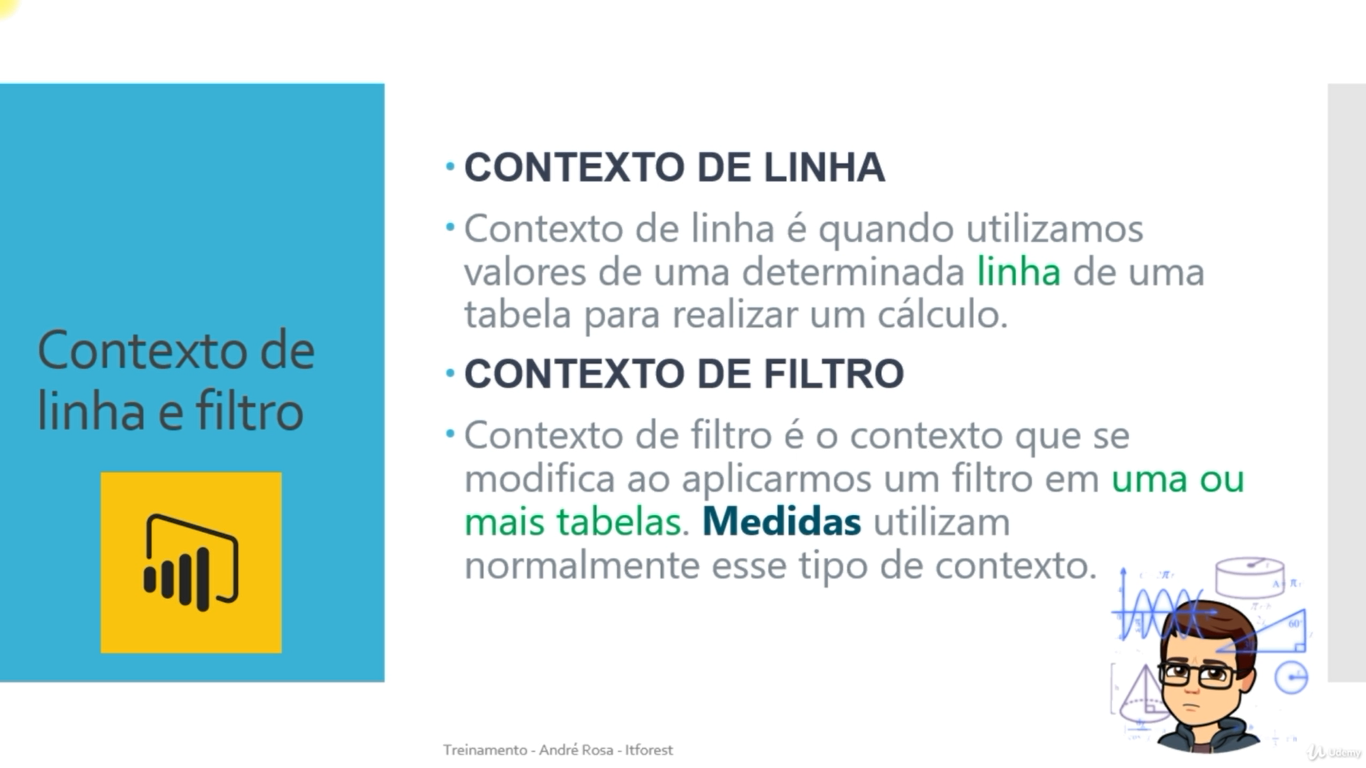 Contexto de
linha e filtro
• CONTEXTO DE LINHA
• Contexto de linha é quando utilizamos
valores de uma determinada linha de uma
tabela para realizar um cálculo.
• CONTEXTO DE FILTRO
• Contexto de filtro é o contexto que se
modifica ao aplicarmos um filtro em uma ou
mais tabelas. Medidas utilizam
normalmente esse tipo de contexto.
60°
Treinamento - André Rosa - Itforest
Udemy